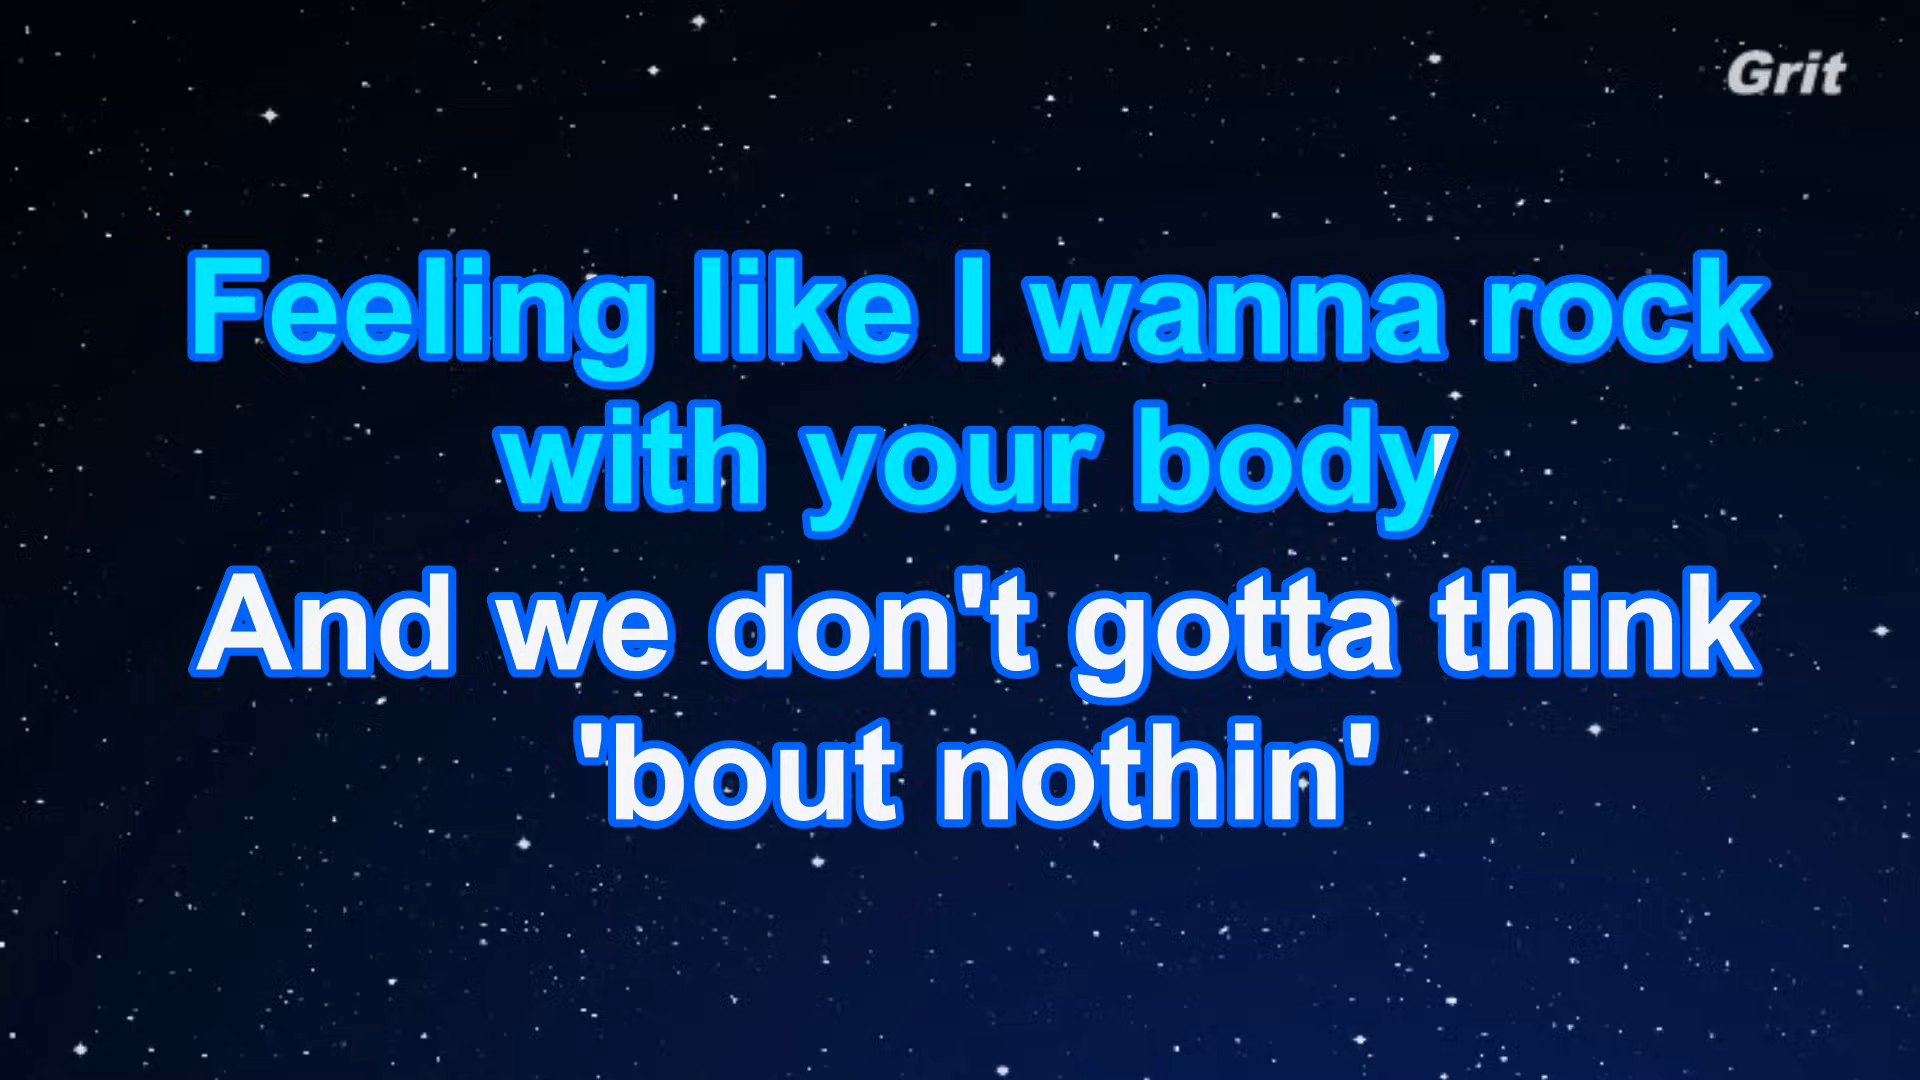 Grit
Feeling like I wanna rock
with your body
And we don't gotta think
'bout nothin'